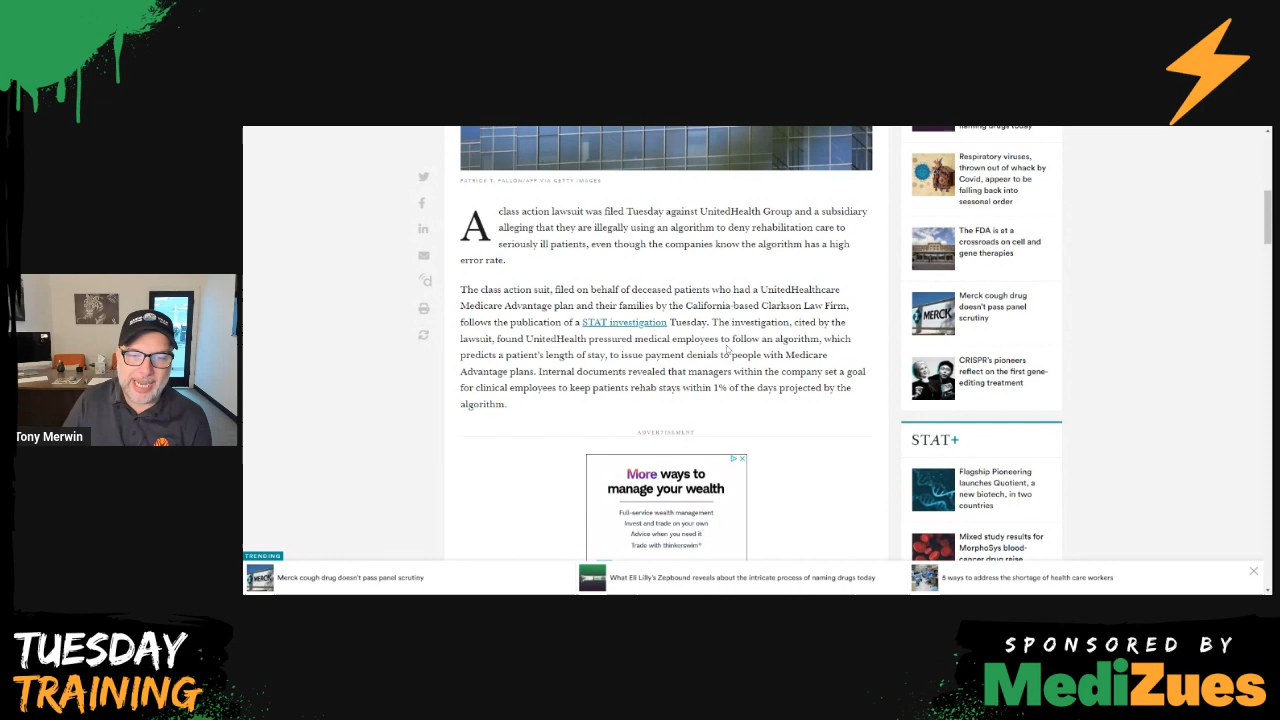 flaming drugs today
PATRICK T. FALLON/AFP VIA GETTY IMAGES
A class action lawsuit was filed Tuesday against UnitedHealth Group and a subsidiary
alleging that they are illegally using an algorithm to deny rehabilitation care to
seriously ill patients, even though the companies know the algorithm has a high
error rate.
The class action suit, filed on behalf of deceased patients who had a UnitedHealthcare
Medicare Advantage plan and their families by the California-based Clarkson Law Firm,
follows the publication of a STAT investigation Tuesday. The investigation, cited by the
lawsuit, found UnitedHealth pressured medical employees to follow an algorithm, which
predicts a patient's length of stay, to issue payment denials to people with Medicare
Advantage plans. Internal documents revealed that managers within the company set a goal
for clinical employees to keep patients rehab stays within 1% of the days projected by the
algorithm.
ADVERTISEMENT
More ways to
manage your wealth
Full-service wealth management
Invest and trade on your own
Advice when you need it
Trade with thinkorswim®
Respiratory viruses,
thrown out of whack by
Covid, appear to be
falling back into
seasonal order
The FDA is at a
crossroads on cell and
gene therapies
MERCK
Merck cough drug
doesn't pass panel
scrutiny
CRISPR's pioneers
reflect on the first gene-
editing treatment
STAT+
Flagship Pioneering
launches Quotient, a
new biotech, in two
countries
Mixed study results for
MorphoSys blood-
cancer drug raise
Tony Merwin
TRENDING
MERCK
Merck cough drug doesn't pass panel scrutiny
What Eli Lilly's Zepbound reveals about the intricate process of naming drugs today
5 ways to address the shortage of health care workers
TUESDAY
TRAINING
SPONSORED BY
MediZues